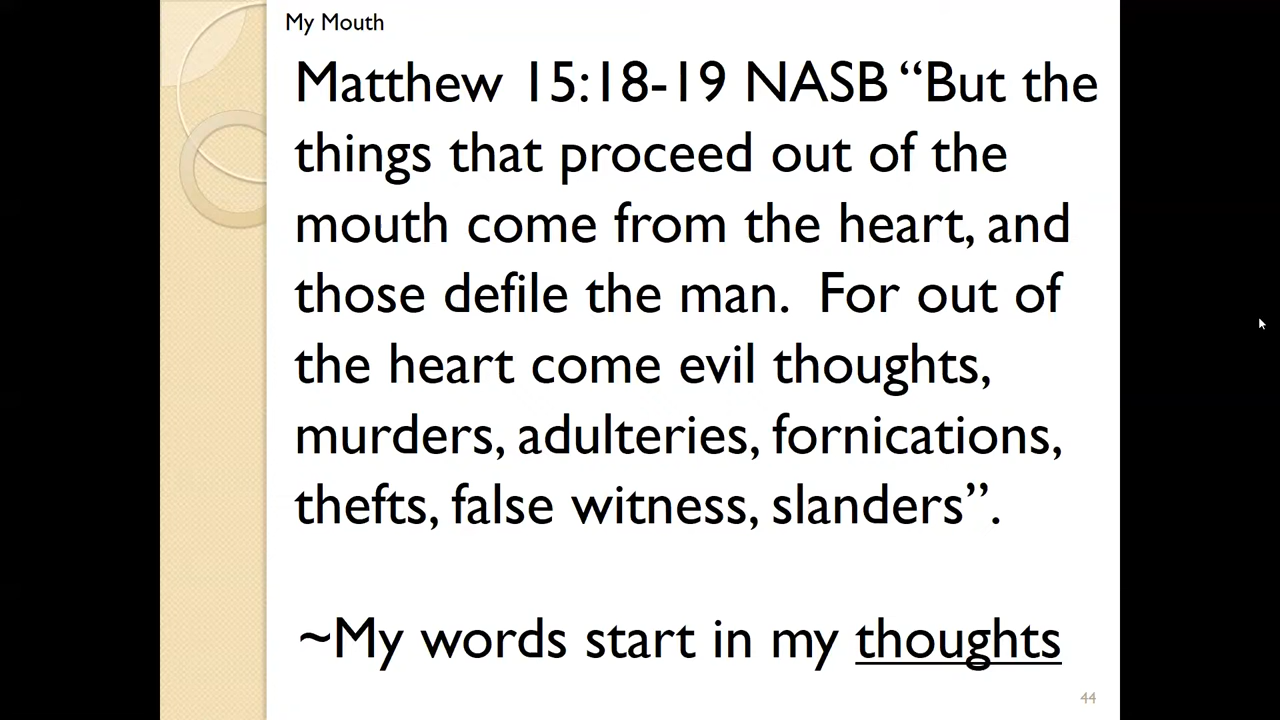 My Mouth
Matthew 15:18-19 NASB “But the
things that proceed out of the
mouth come from the heart, and
those defile the man.  For out of
the heart come evil thoughts,
murders, adulteries, fornications,
thefts, false witness, slanders”.
~My words start in my thoughts
44